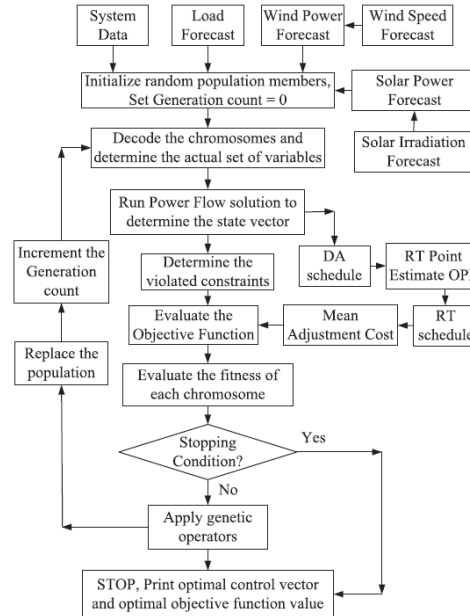 System
Data
Load
Forecast
Wind Power
Forecast
Wind Speed
Forecast
Initialize random population members,
Set Generation count = 0
Solar Power
Forecast
Decode the chromosomes and
determine the actual set of variables
Solar Irradiation
Forecast
Run Power Flow solution to
determine the state vector
Increment the
Generation
count
Determine the
violated constraints
DA
schedule
RT Point
Estimate OPF
Evaluate the
Objective Function
Mean
Adjustment Cost
RT
schedule
Replace the
population
Evaluate the fitness of
each chromosome
Stopping
Condition?
Yes
No
Apply genetic
operators
STOP, Print optimal control vector
and optimal objective function value